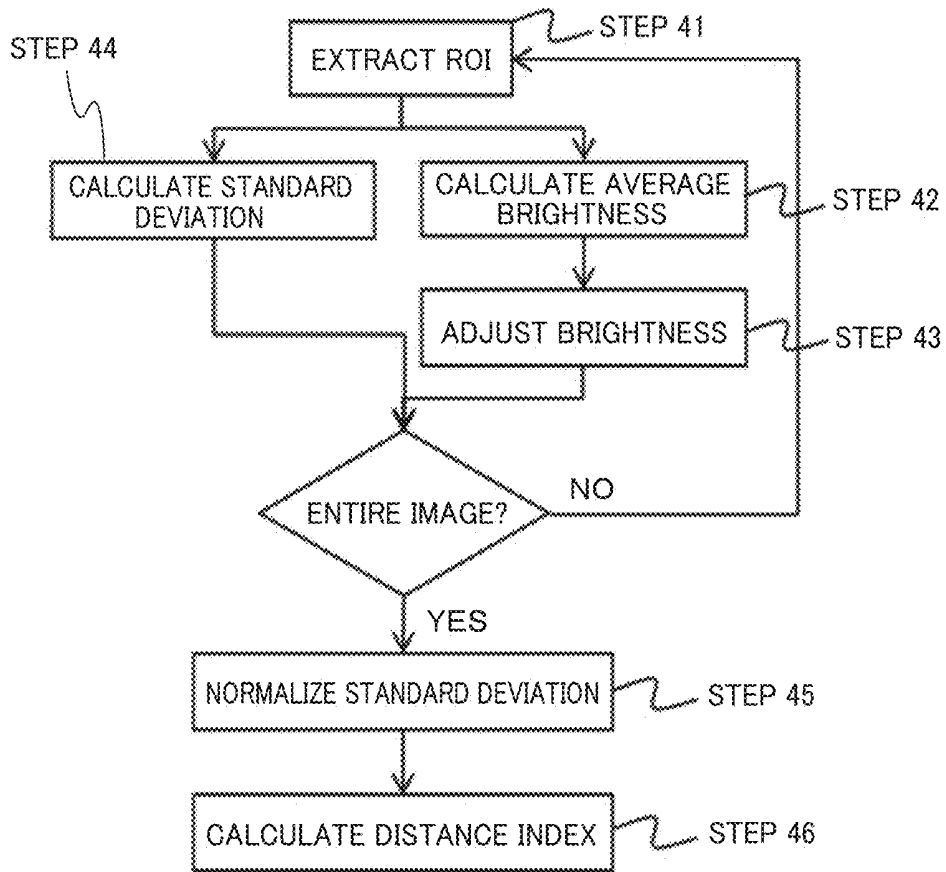 STEP 41
EXTRACT ROI
STEP 44
CALCULATE STANDARD
DEVIATION
CALCULATE AVERAGE
BRIGHTNESS
STEP 42
ADJUST BRIGHTNESS
STEP 43
ENTIRE IMAGE?
NO
YES
NORMALIZE STANDARD DEVIATION
STEP 45
CALCULATE DISTANCE INDEX
STEP 46